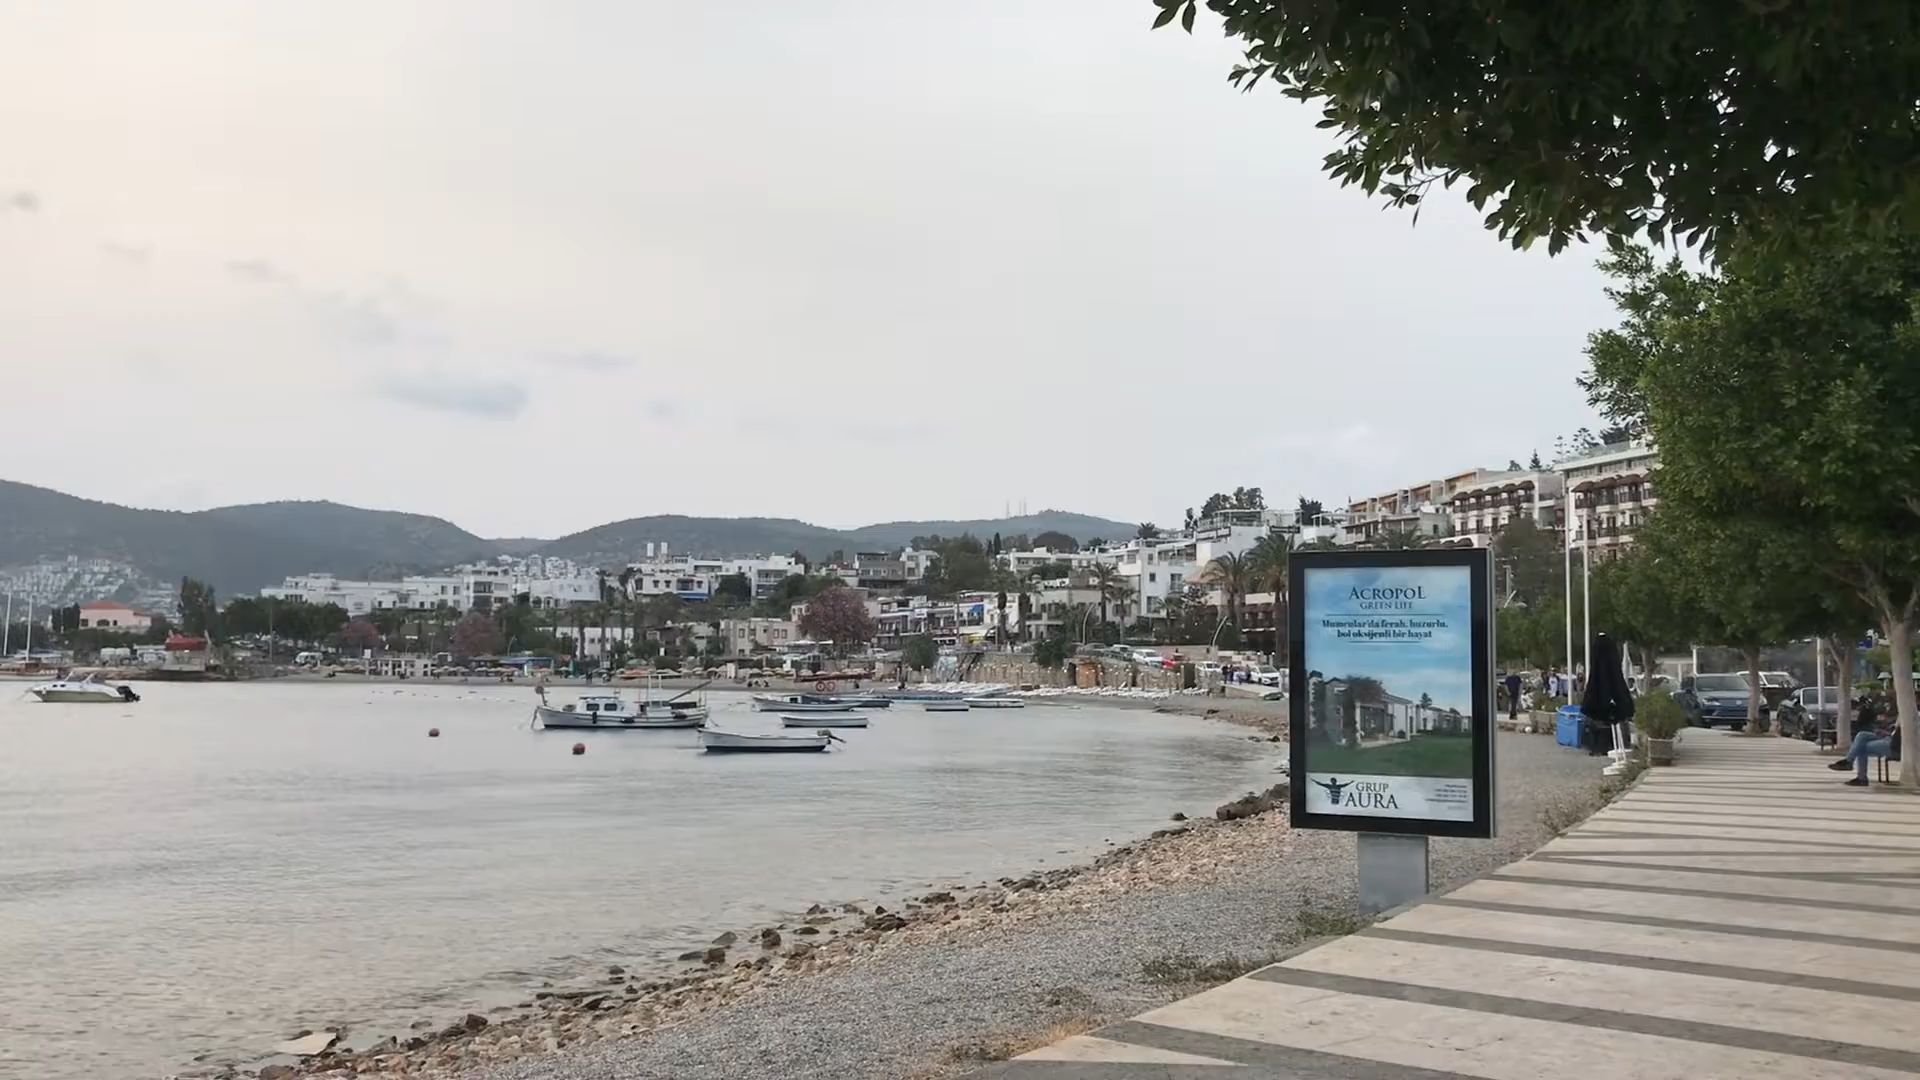 ACROPOL
GREEN LIFE
Mumcular'da ferah, huzurlu,
bol oksijenli bir hayat
GRUP
AURA